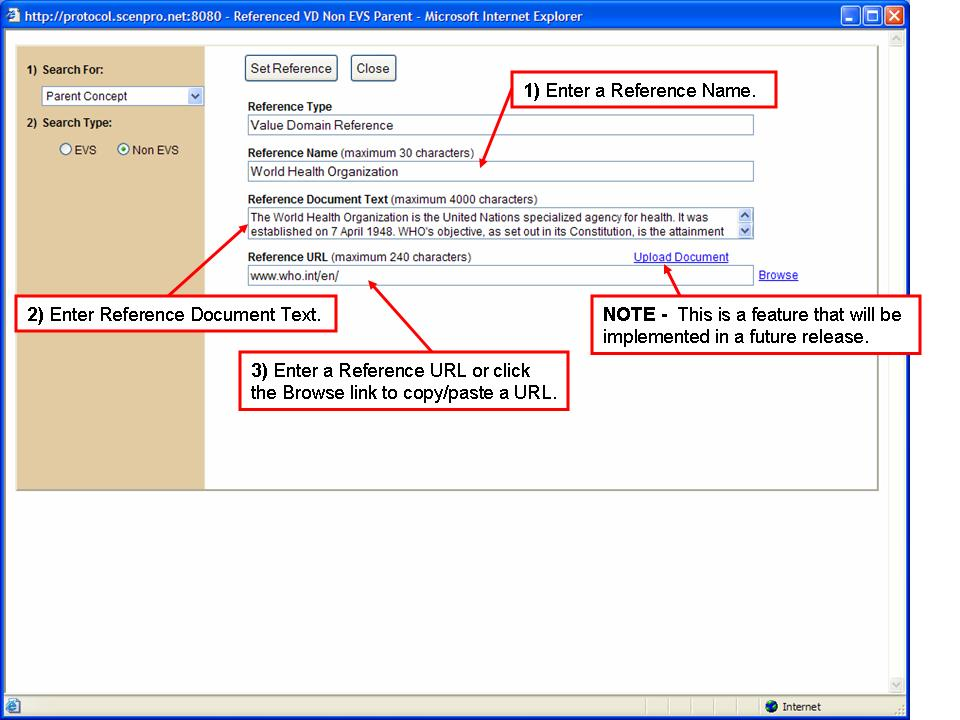 http://protocol.scenpro.net:8080 - Referenced VD Non EVS Parent - Microsoft Internet Explorer
1) Search For:
Parent Concept
2) Search Type:
EVS Non EVS
Set Reference Close
1) Enter a Reference Name.
Reference Type
Value Domain Reference
Reference Name (maximum 30 characters)
World Health Organization
Reference Document Text (maximum 4000 characters)
The World Health Organization is the United Nations specialized agency for health. It was
established on 7 April 1948. WHO's objective, as set out in its Constitution, is the attainment
Reference URL (maximum 240 characters) Upload Document
www.who.int/en/ Browse
2) Enter Reference Document Text.
NOTE - This is a feature that will be
implemented in a future release.
3) Enter a Reference URL or click
the Browse link to copy/paste a URL.
Internet